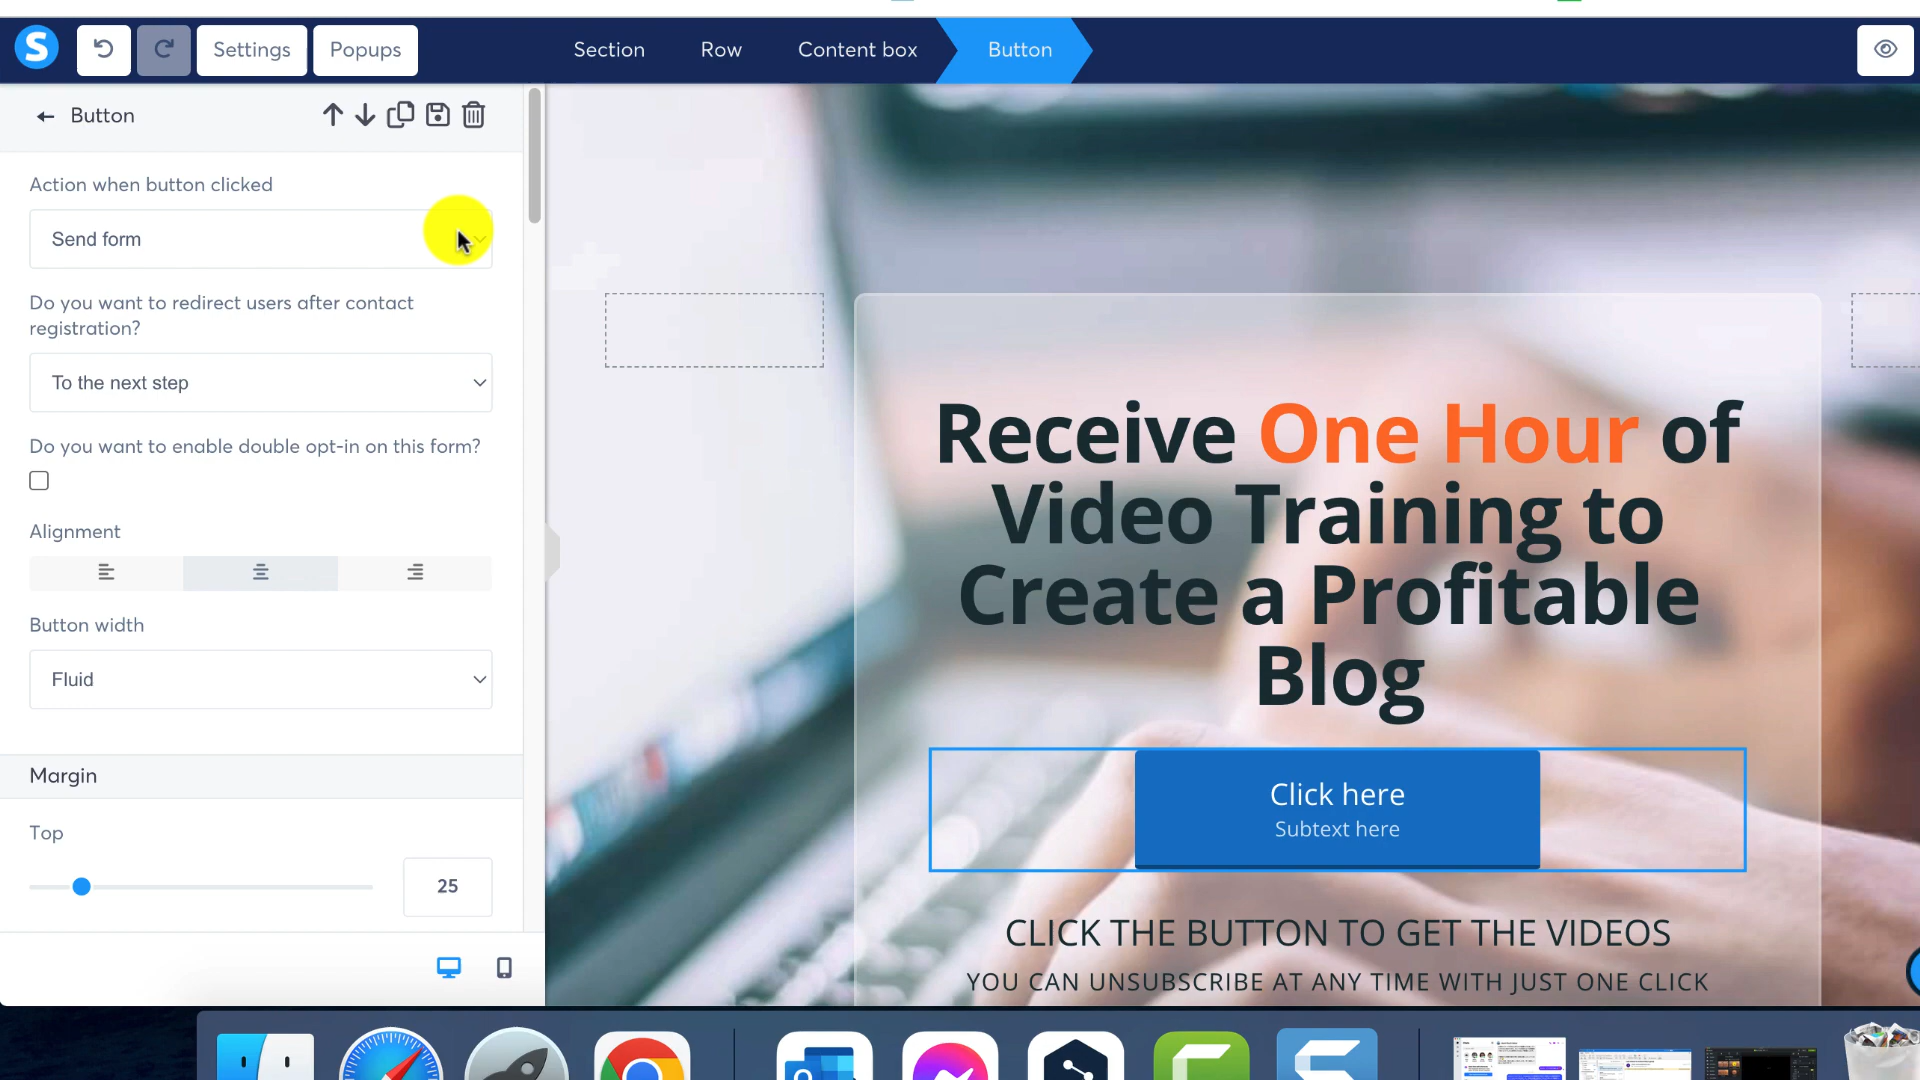 S
Settings
Popups
Section
Row
Content box
Button
Button
Action when button clicked
Send form
Do you want to redirect users after contact
registration?
To the next step
Do you want to enable double opt-in on this form?
Alignment
Button width
Fluid
Margin
Top
25
Receive One Hour of
Video Training to
Create a Profitable
Blog
Click here
Subtext here
CLICK THE BUTTON TO GET THE VIDEOS
YOU CAN UNSUBSCRIBE AT ANY TIME WITH JUST ONE CLICK